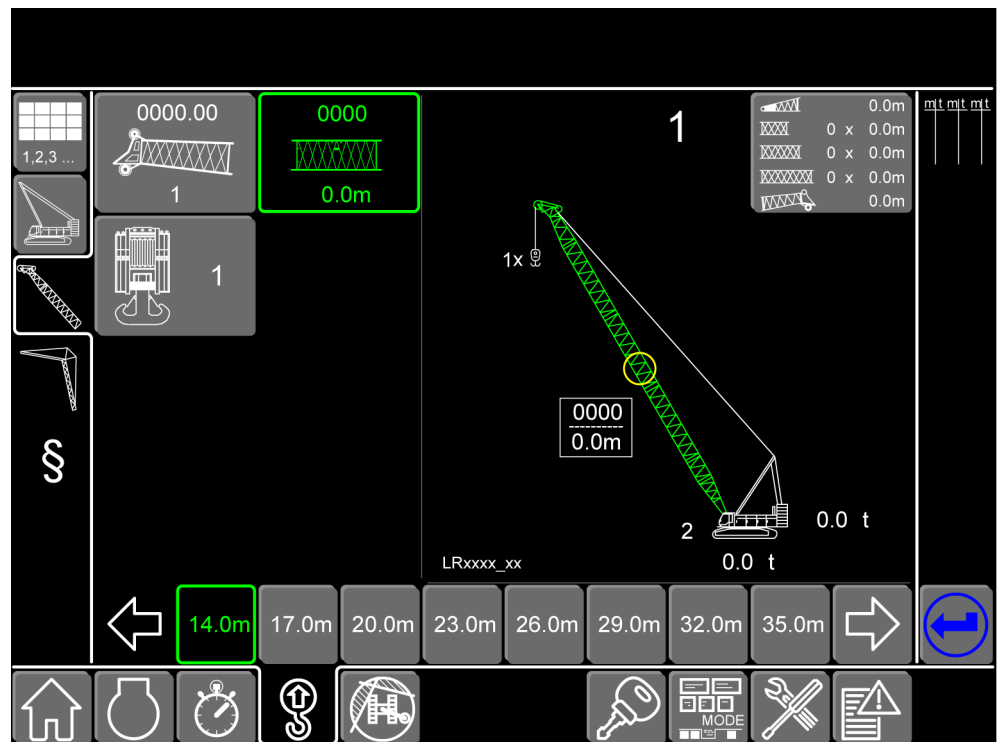 1,2,3 ...
0000.00
1
0000
0.0m
1
§
1
0.0m
0 x 0.0m
0 x 0.0m
0 x 0.0m
0.0m
m|t m|t m|t
1x
0000
0.0m
2
0.0 t
0.0 t
LRxxxx_xx
14.0m 17.0m 20.0m 23.0m 26.0m 29.0m 32.0m 35.0m
MODE